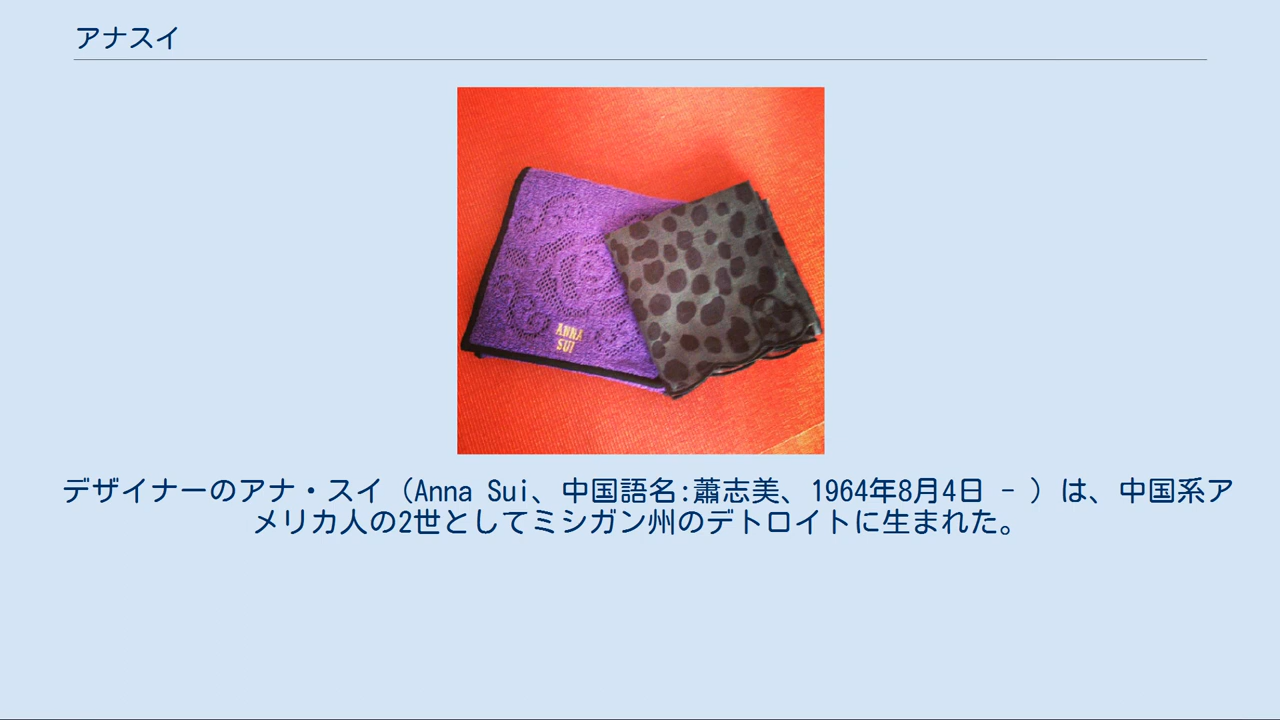 アナスイ
ANNA
SUI
デザイナーのアナ・スイ（Anna Sui、中国語名:蕭志美、1964年8月4日 - ）は、中国系ア
メリカ人の2世としてミシガン州のデトロイトに生まれた。